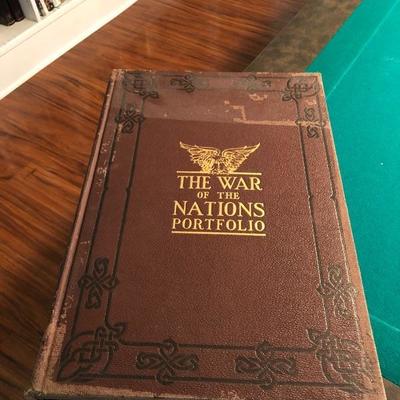 THE WAR
OF THE
NATIONS
PORTFOLIO